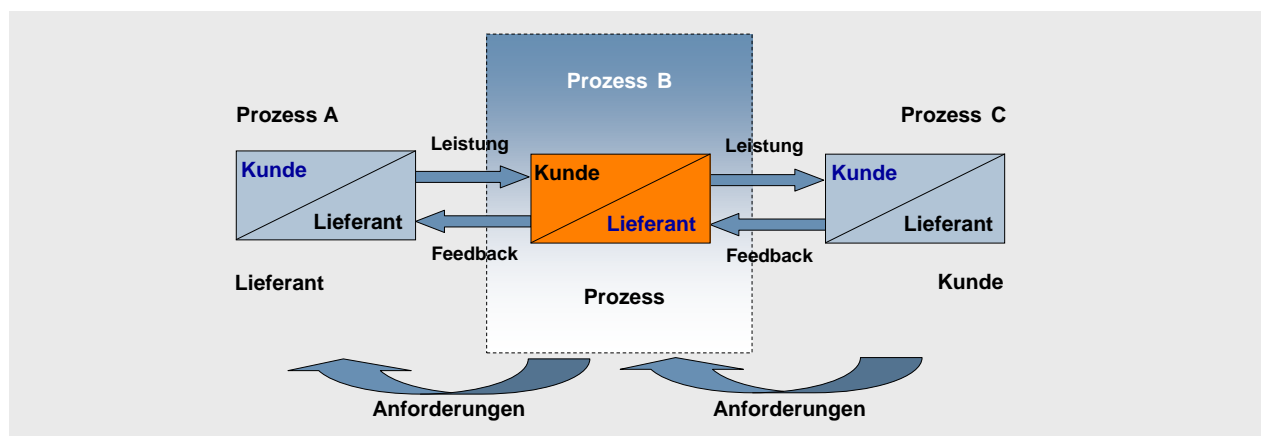 Prozess B
Prozess A
Prozess C
Leistung
Leistung
Kunde
Kunde
Kunde
Lieferant
Lieferant
Lieferant
Feedback
Feedback
Lieferant
Prozess
Kunde
Anforderungen
Anforderungen